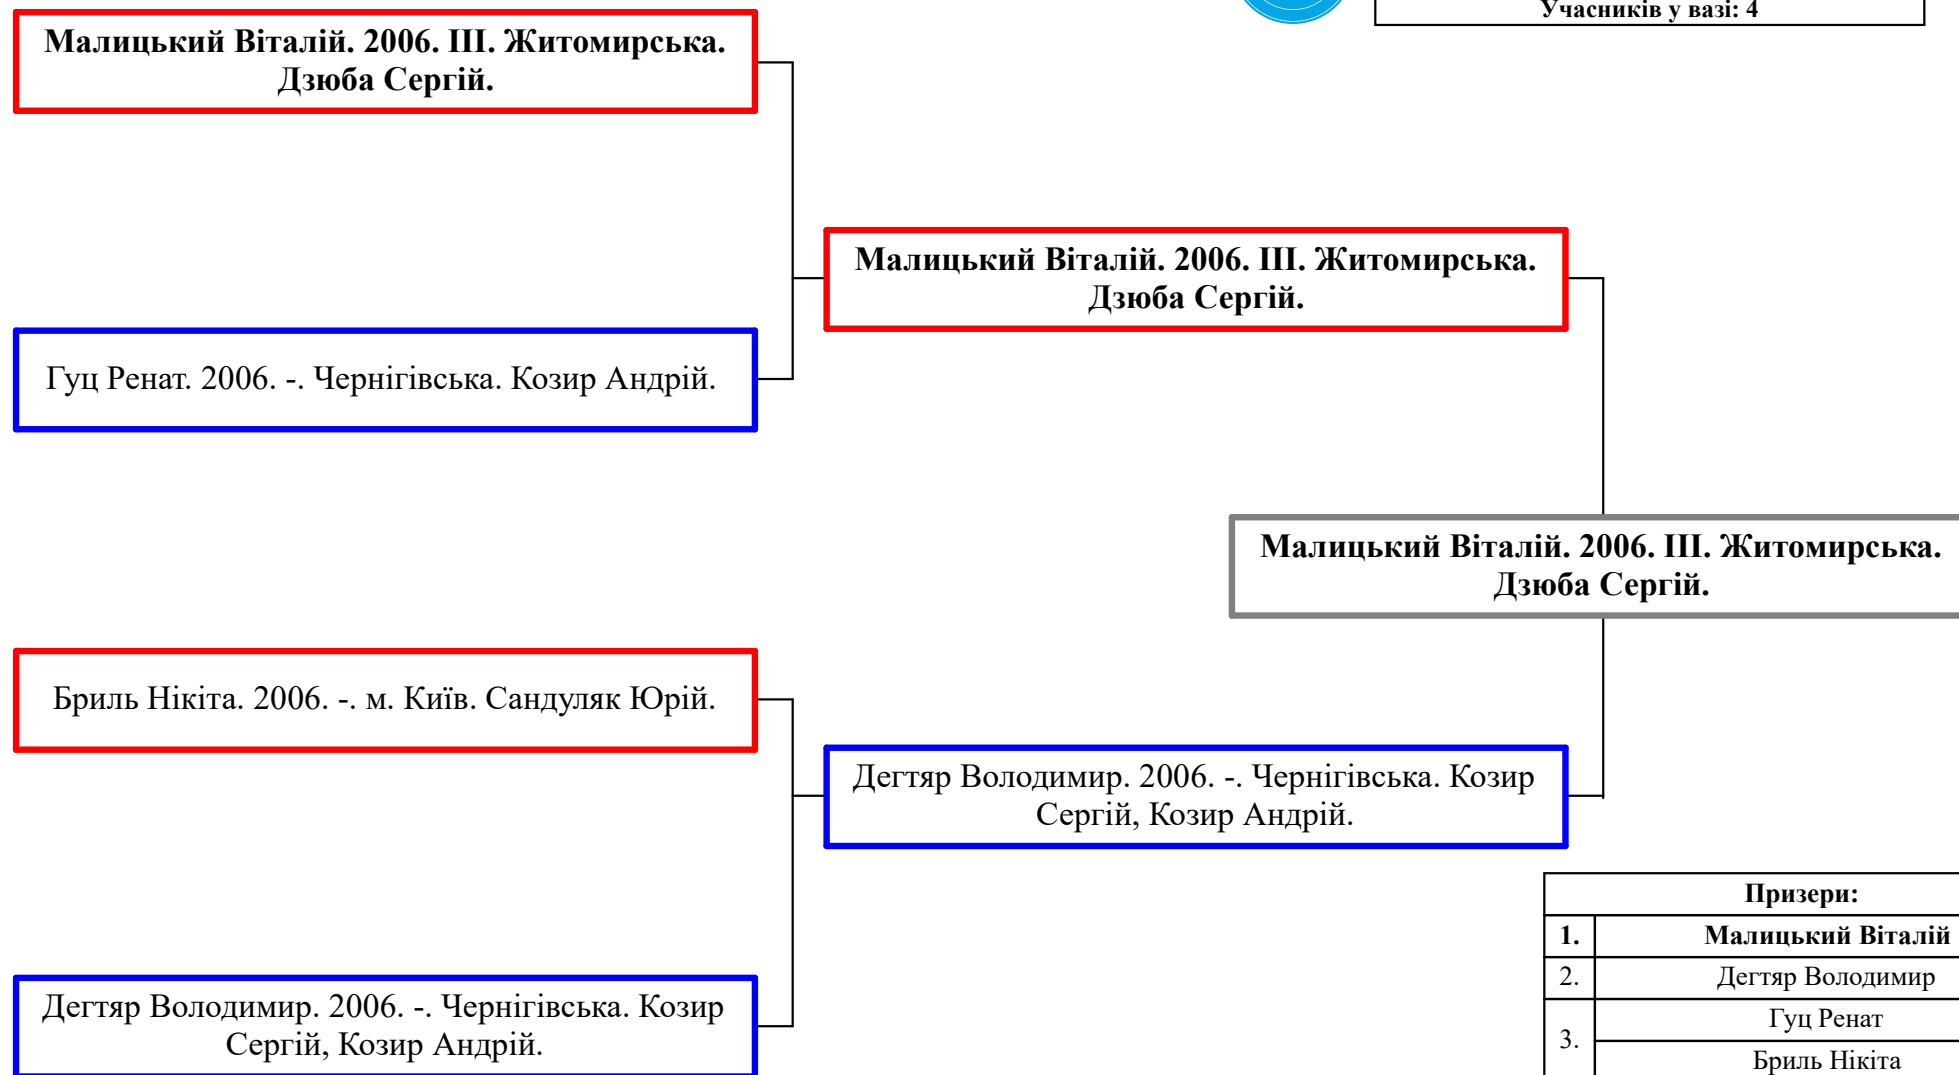 Учасників у вазі: 4
Малицький Віталій. 2006. III. Житомирська.
Дзюба Сергій.
Малицький Віталій. 2006. III. Житомирська.
Дзюба Сергій.
Гуц Ренат. 2006. -. Чернігівська. Козир Андрій.
Малицький Віталій. 2006. III. Житомирська.
Дзюба Сергій.
Бриль Нікіта. 2006. -. м. Київ. Сандуляк Юрій.
Дегтяр Володимир. 2006. -. Чернігівська. Козир
Сергій, Козир Андрій.
Дегтяр Володимир. 2006. -. Чернігівська. Козир
Сергій, Козир Андрій.
Призери:
1. Малицький Віталій
2. Дегтяр Володимир
3. Гуц Ренат
Бриль Нікіта